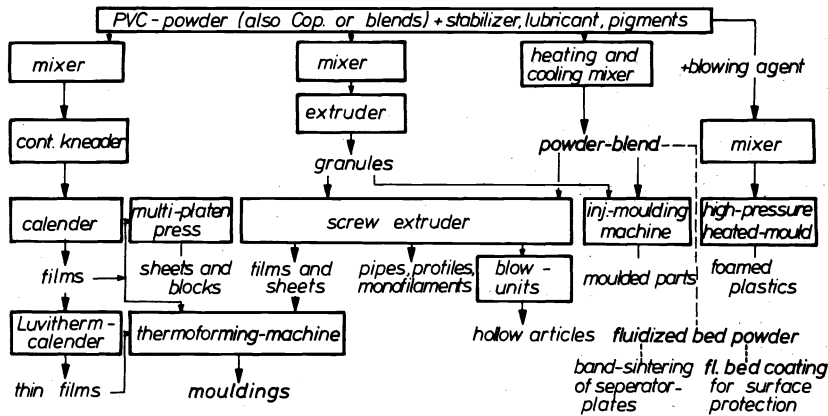 PVC-powder (also Cop. or blends) + stabilizer, lubricant, pigments
mixer
mixer
heating and
cooling mixer
+blowing agent
extruder
cont. kneader
powder-blend
mixer
granules
calender
multi-platen
press
screw extruder
inj.-moulding
machine
high-pressure
heated-mould
films
sheets and
blocks
films and
sheets
pipes, profiles,
monofilaments
blow-
units
moulded parts
foamed
plastics
Luvitherm-
calender
thermoforming-machine
hollow articles
fluidized bed powder
thin films
mouldings
band-sintering
of seperator-
plates
fl. bed coating
for surface
protection